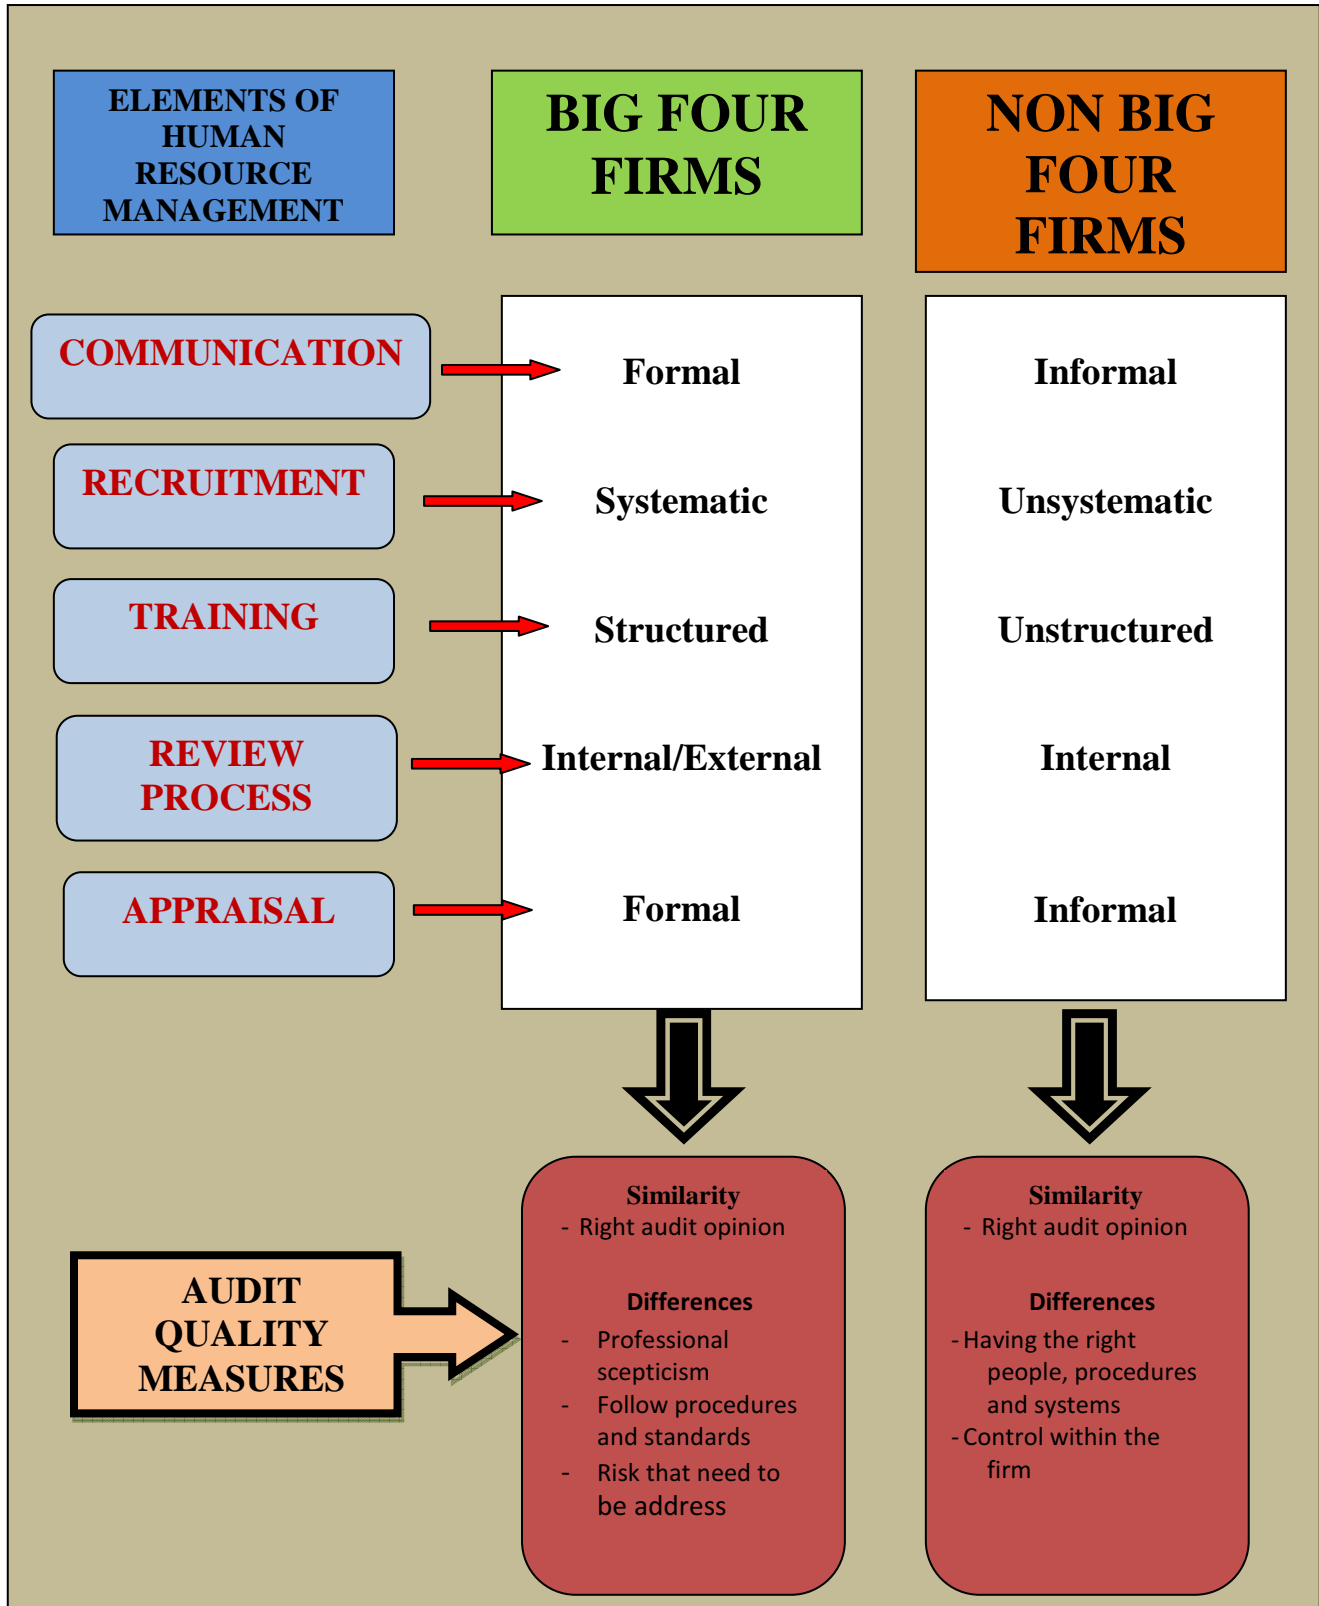 ELEMENTS OF
HUMAN
RESOURCE
MANAGEMENT
BIG FOUR
FIRMS
NON BIG
FOUR
FIRMS
COMMUNICATION
Formal
Informal
RECRUITMENT
Systematic
Unsystematic
TRAINING
Structured
Unstructured
REVIEW
PROCESS
Internal/External
Internal
APPRAISAL
Formal
Informal
AUDIT
QUALITY
MEASURES
Similarity
- Right audit opinion
Differences
- Professional
scepticism
- Follow procedures
and standards
- Risk that need to
be address
Similarity
- Right audit opinion
Differences
- Having the right
people, procedures
and systems
- Control within the
firm